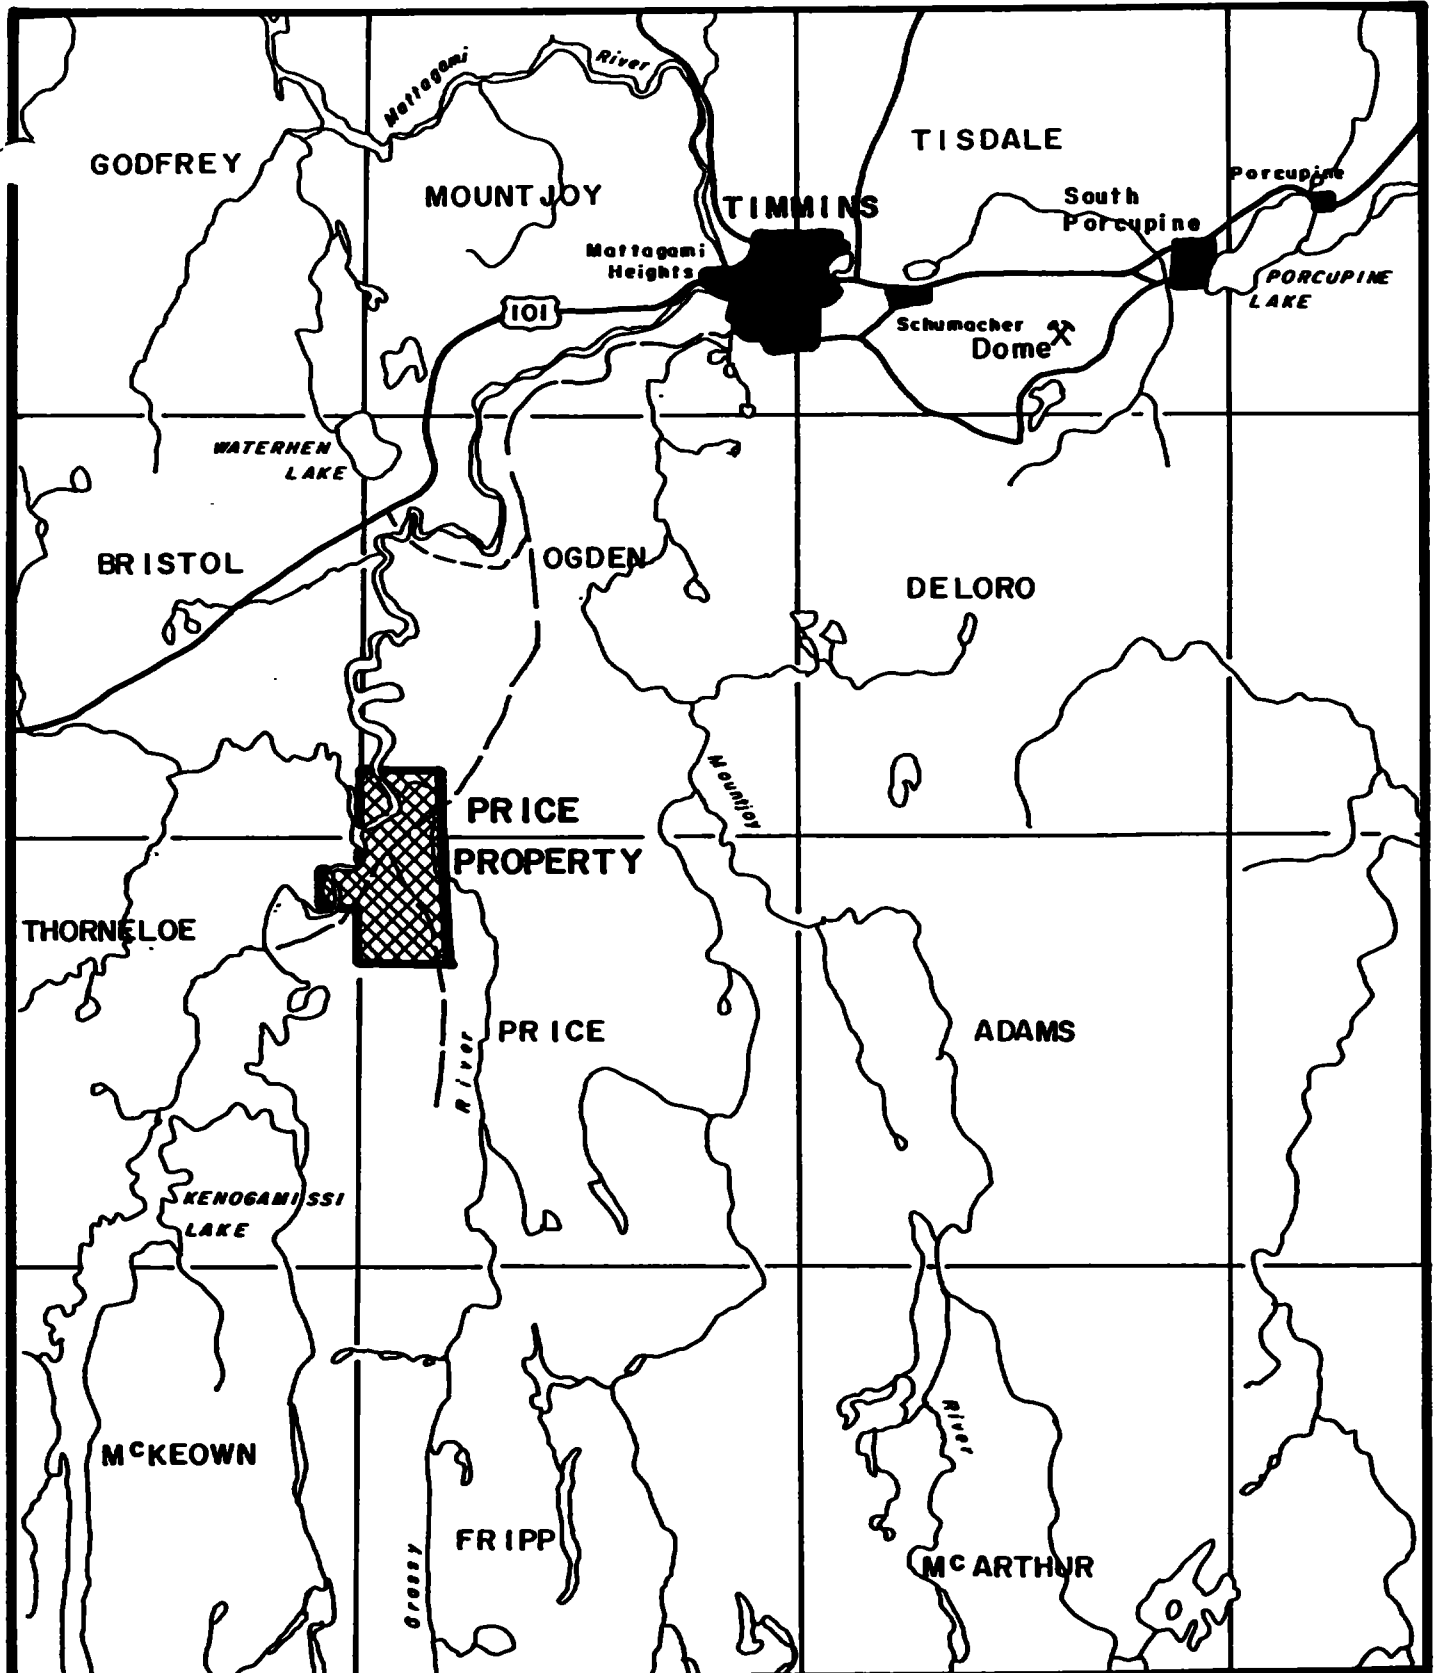 Mattagami
River
TISDALE
GODFREY
Porcupine
MOUNTJOY
South
Porcupine
TIMMINS
Mattagami
Heights
PORCUPINE
LAKE
101
Schumacher
Dome
WATERHEN
LAKE
BRISTOL
OGDEN
DELORO
Mountjoy
PRICE
PROPERTY
THORNELOE
PRICE
ADAMS
River
KENOGAMISSI
LAKE
River
McKEOWN
FRIPP
McARTHUR
Grassy